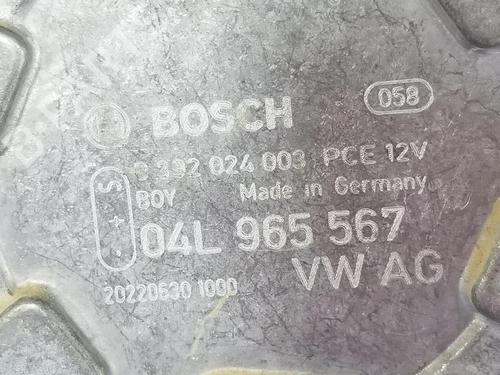 BOSCH
058
0 392 024 003 PCE 12V
S + - BOY Made in Germany
04L 965 567
VW AG
20220630 1000